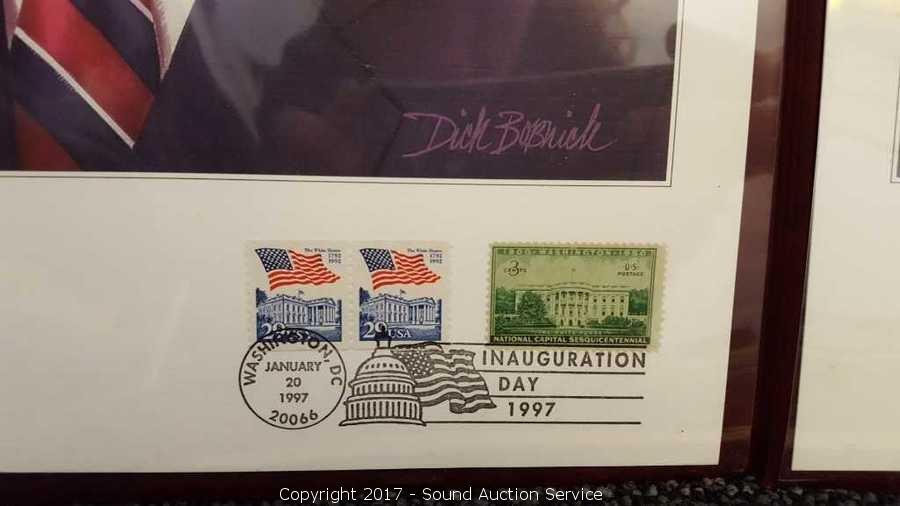 Dick Bobnick
The White House
1792
1992
The White House
1792
1992
29
29 USA
1800-WASHINGTON-1950
3 CENTS
U.S. POSTAGE
NATIONAL CAPITAL SESQUICENTENNIAL
WASHINGTON, DC
JANUARY
20
1997
20066
INAUGURATION
DAY
1997
Copyright 2017 - Sound Auction Service